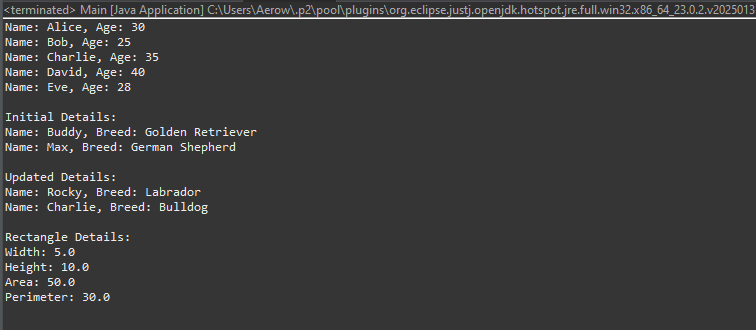 <terminated> Main [Java Application] C:\Users\Aerow\.p2\pool\plugins\org.eclipse.justj.openjdk.hotspot.jre.full.win32.x86_64_23.0.2.v2025013
Name: Alice, Age: 30
Name: Bob, Age: 25
Name: Charlie, Age: 35
Name: David, Age: 40
Name: Eve, Age: 28
Initial Details:
Name: Buddy, Breed: Golden Retriever
Name: Max, Breed: German Shepherd
Updated Details:
Name: Rocky, Breed: Labrador
Name: Charlie, Breed: Bulldog
Rectangle Details:
Width: 5.0
Height: 10.0
Area: 50.0
Perimeter: 30.0